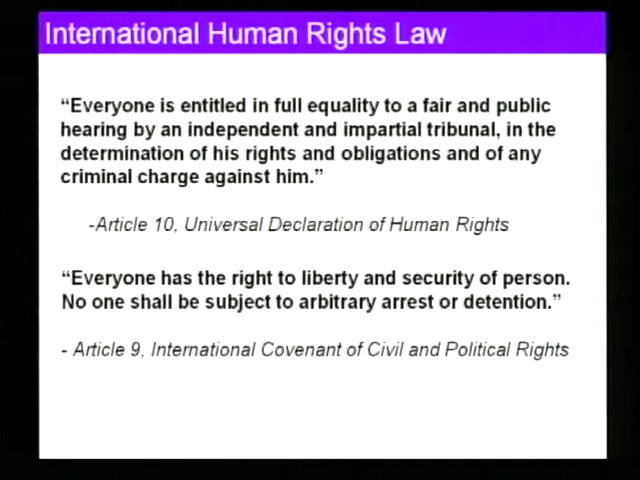 International Human Rights Law
“Everyone is entitled in full equality to a fair and public
hearing by an independent and impartial tribunal, in the
determination of his rights and obligations and of any
criminal charge against him.”
-Article 10, Universal Declaration of Human Rights
“Everyone has the right to liberty and security of person.
No one shall be subject to arbitrary arrest or detention.”
- Article 9, International Covenant of Civil and Political Rights